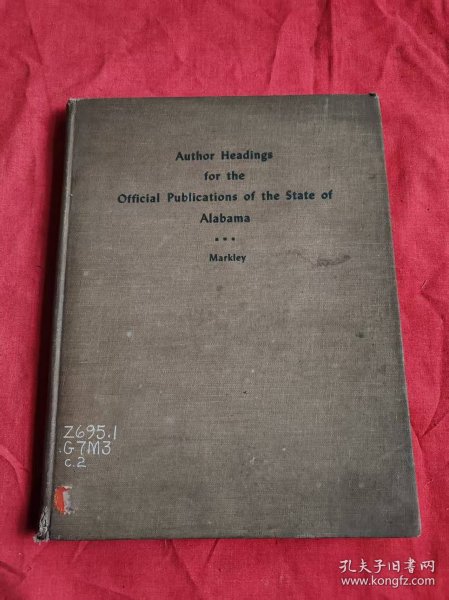 Author Headings
for the
Official Publications of the State of
Alabama
Markley
Z695.1
.G7M3
c.2
孔夫子旧书网
www.kongfz.com